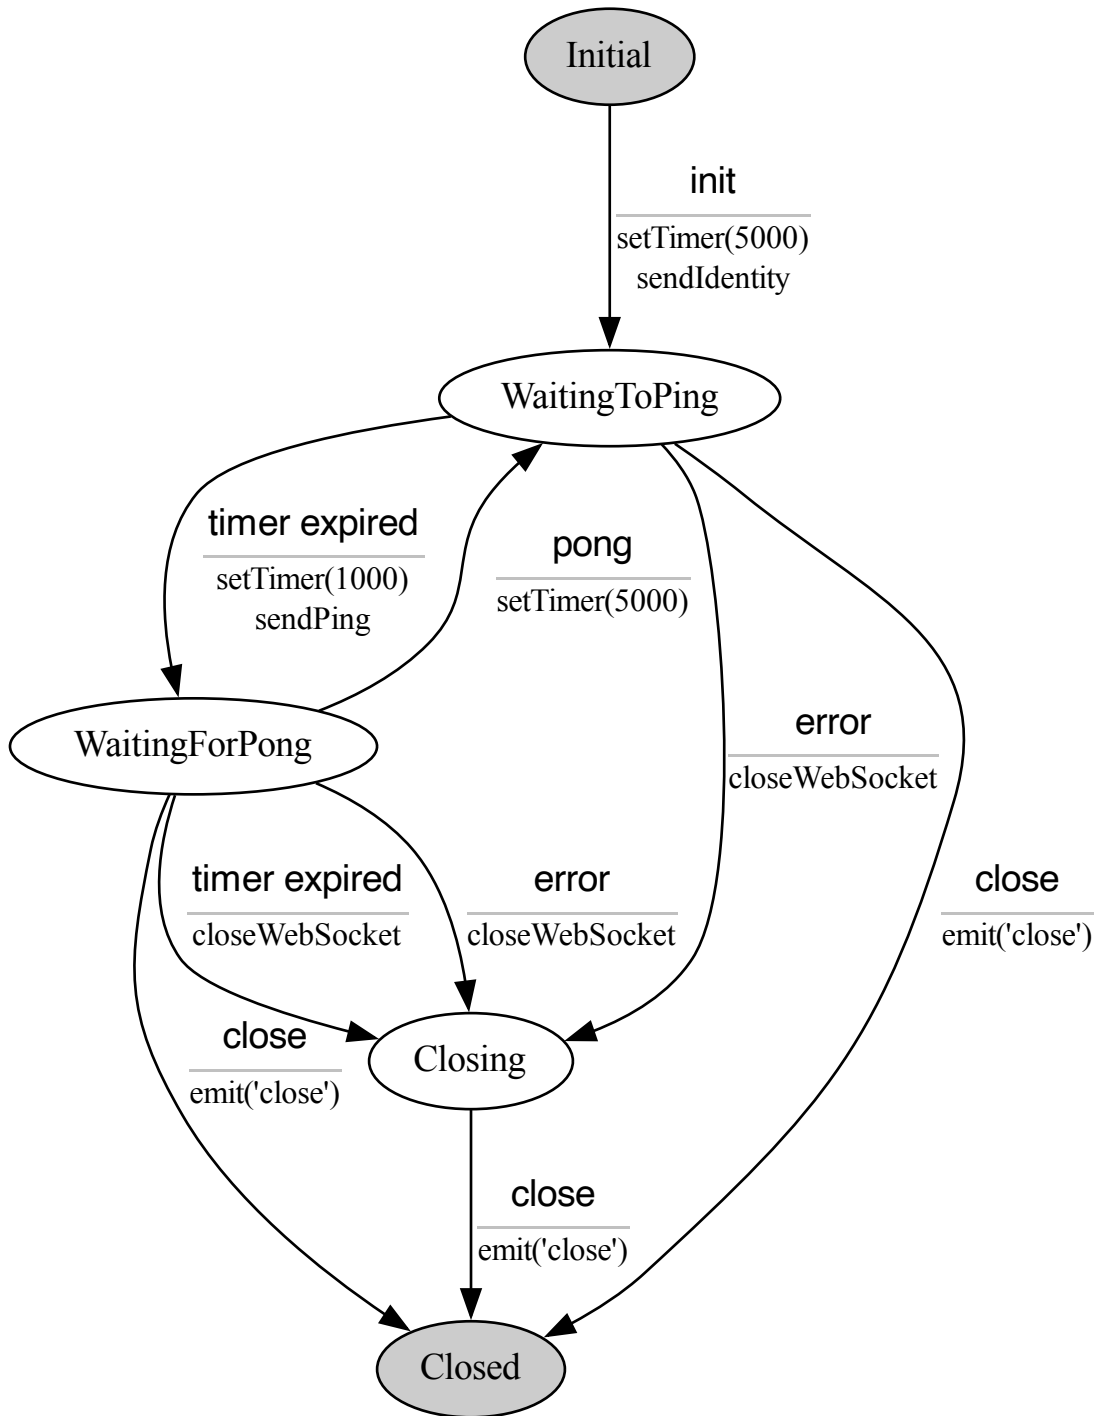 Initial
init
setTimer(5000)
sendIdentity
WaitingToPing
timer expired
setTimer(1000)
sendPing
pong
setTimer(5000)
error
closeWebSocket
WaitingForPong
timer expired
closeWebSocket
error
closeWebSocket
close
emit('close')
close
emit('close')
Closing
close
emit('close')
Closed